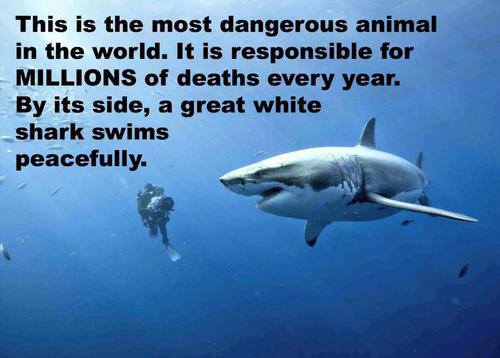 This is the most dangerous animal
in the world. It is responsible for
MILLIONS of deaths every year.
By its side, a great white
shark swims
peacefully.